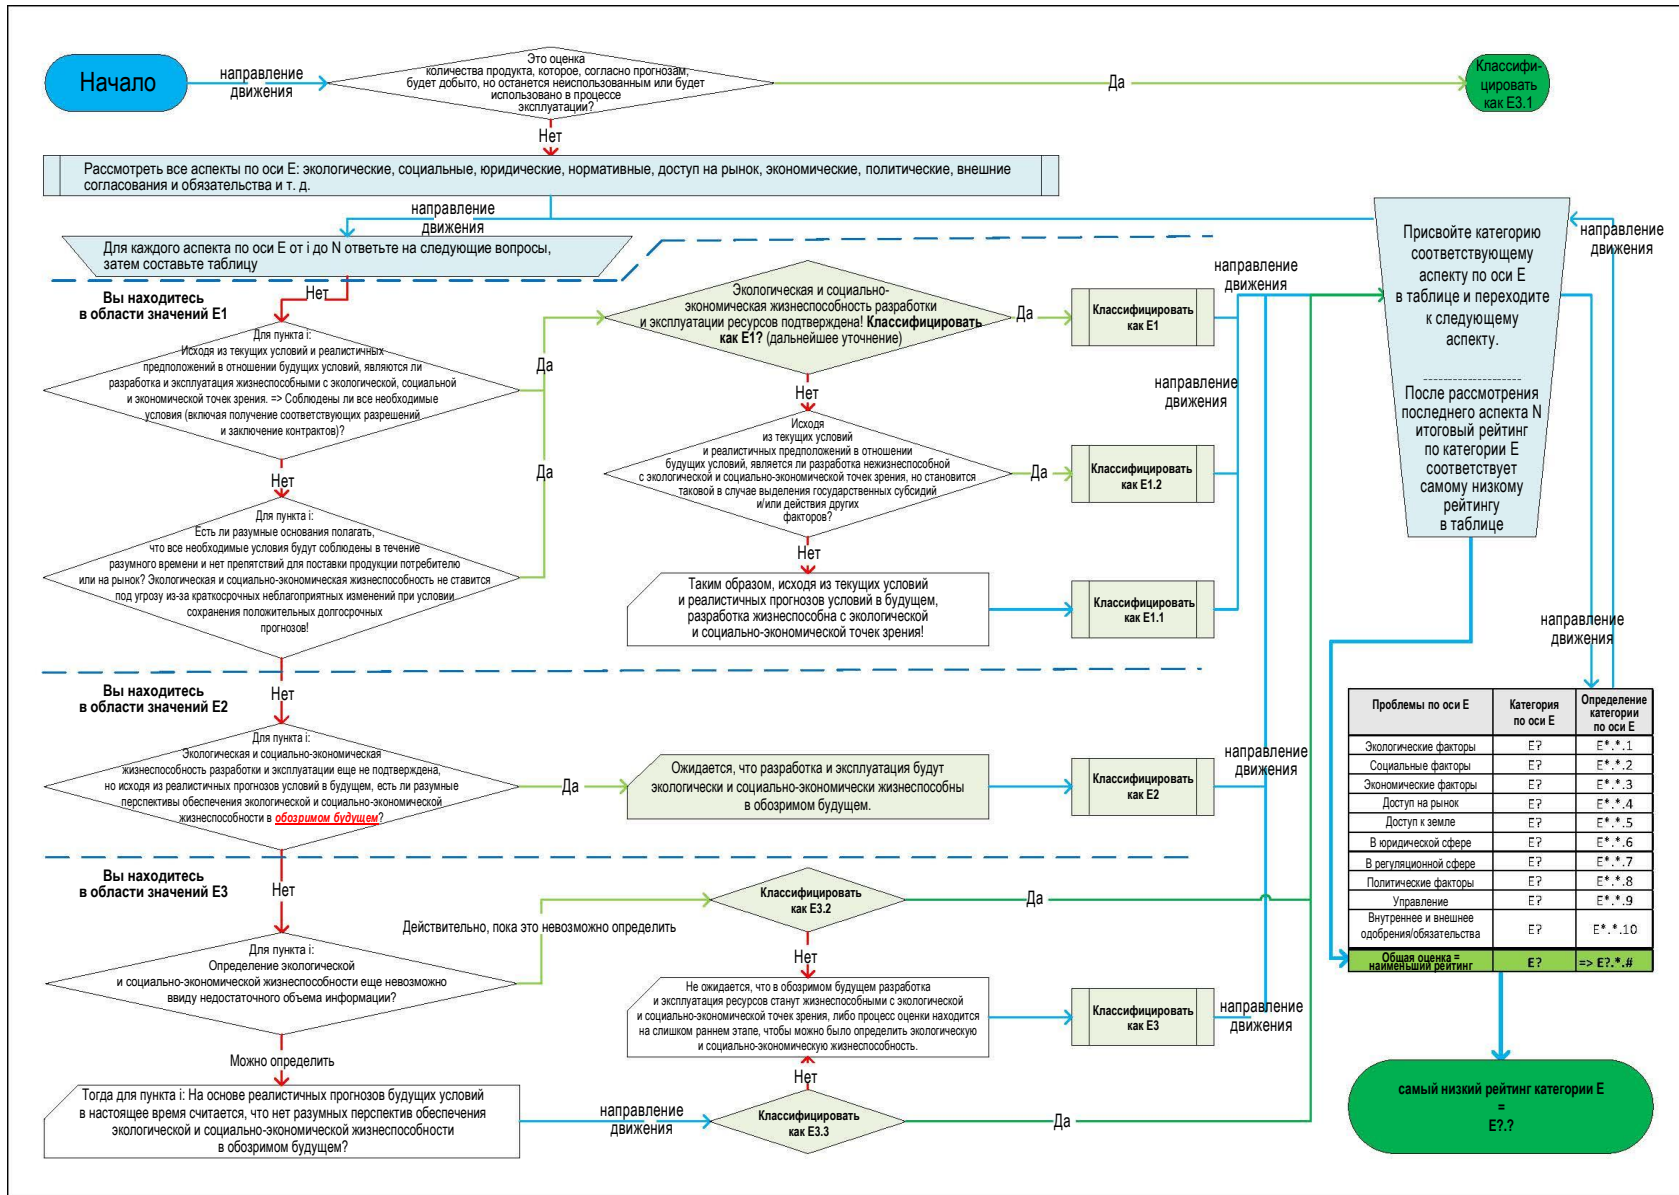 Начало
направление
движения
Это оценка
количества продукта, которое, согласно прогнозам,
будет добыто, но останется неиспользованным или будет
использовано в процессе
эксплуатации?
Да
Классифи-
цировать
как E3.1
Нет
Рассмотреть все аспекты по оси E: экологические, социальные, юридические, нормативные, доступ на рынок, экономические, политические, внешние
согласования и обязательства и т. д.
направление
движения
Для каждого аспекта по оси E от i до N ответьте на следующие вопросы,
затем составьте таблицу
Присвойте категорию
соответствующему
аспекту по оси E
в таблице и переходите
к следующему
аспекту.
После рассмотрения
последнего аспекта N
итоговый рейтинг
по категории E
соответствует
самому низкому
рейтингу
в таблице
направление
движения
Вы находитесь
в области значений E1
Нет
Для пункта i:
Исходя из текущих условий и реалистичных
предположений в отношении будущих условий, являются ли
разработка и эксплуатация жизнеспособными с экологической, социальной
и экономической точек зрения. => Соблюдены ли все необходимые
условия (включая получение соответствующих разрешений
и заключение контрактов)?
Да
Экологическая и социально-
экономическая жизнеспособность разработки
и эксплуатации ресурсов подтверждена! Классифицировать
как E1? (дальнейшее уточнение)
Да
Классифицировать
как E1
направление
движения
Нет
Нет
направление
движения
Исходя
из текущих условий
и реалистичных предположений в отношении
будущих условий, является ли разработка нежизнеспособной
с экологической и социально-экономической точек зрения, но становится
таковой в случае выделения государственных субсидий
и/или действия других
факторов?
Да
Классифицировать
как E1.2
Для пункта i:
Есть ли разумные основания полагать,
что все необходимые условия будут соблюдены в течение
разумного времени и нет препятствий для поставки продукции потребителю
или на рынок? Экологическая и социально-экономическая жизнеспособность не ставится
под угрозу из-за краткосрочных неблагоприятных изменений при условии
сохранения положительных долгосрочных
прогнозов!
Да
Нет
Таким образом, исходя из текущих условий
и реалистичных прогнозов условий в будущем,
разработка жизнеспособна с экологической
и социально-экономической точек зрения!
Классифицировать
как E1.1
направление
движения
Вы находитесь
в области значений E2
Нет
Для пункта i:
Экологическая и социально-экономическая
жизнеспособность разработки и эксплуатации еще не подтверждена,
но исходя из реалистичных прогнозов условий в будущем, есть ли разумные
перспективы обеспечения экологической и социально-экономической
жизнеспособности в обозримом будущем?
Да
Ожидается, что разработка и эксплуатация будут
экологически и социально-экономически жизнеспособны
в обозримом будущем.
Классифицировать
как E2
направление
движения
Проблемы по оси E
Категория
по оси E
Определение
категории
по оси E
Экологические факторы E? E*.*.1
Социальные факторы E? E*.*.2
Экономические факторы E? E*.*.3
Доступ на рынок E? E*.*.4
Доступ к земле E? E*.*.5
В юридической сфере E? E*.*.6
В регуляционной сфере E? E*.*.7
Политические факторы E? E*.*.8
Управление E? E*.*.9
Внутреннее и внешнее
одобрения/обязательства E? E*.*.10
Общая оценка =
наименьший рейтинг E? => E?.*.#
Вы находитесь
в области значений E3
Нет
Для пункта i:
Определение экологической
и социально-экономической жизнеспособности еще невозможно
ввиду недостаточного объема информации?
Действительно, пока это невозможно определить
Классифицировать
как E3.2
Да
Нет
Не ожидается, что в обозримом будущем разработка
и эксплуатация ресурсов станут жизнеспособными с экологической
и социально-экономической точек зрения, либо процесс оценки находится
на слишком раннем этапе, чтобы можно было определить экологическую
и социально-экономическую жизнеспособность.
Классифицировать
как E3
направление
движения
Можно определить
Тогда для пункта i: На основе реалистичных прогнозов будущих условий
в настоящее время считается, что нет разумных перспектив обеспечения
экологической и социально-экономической жизнеспособности
в обозримом будущем?
направление
движения
Нет
Классифицировать
как E3.3
Да
самый низкий рейтинг категории E
=
E?.?